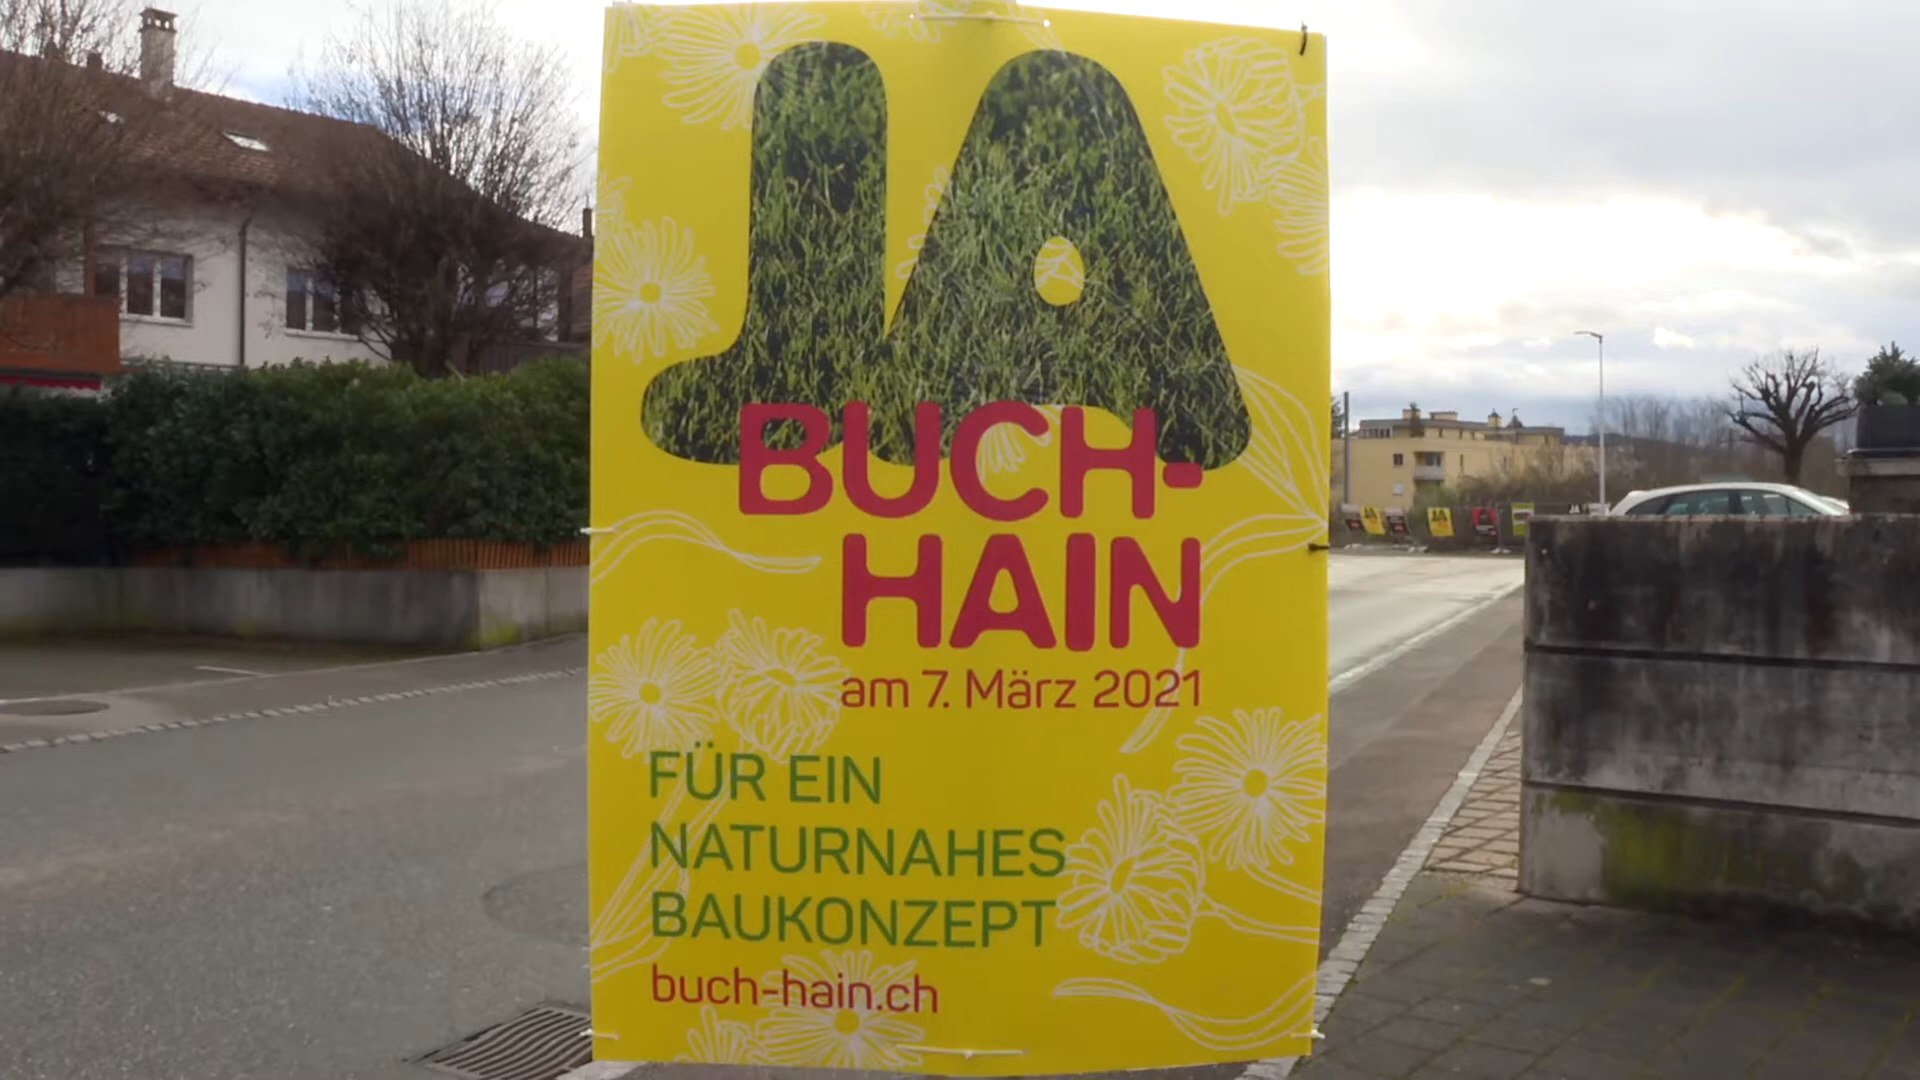 JA
BUCH-
HAIN
am 7. März 2021
FÜR EIN
NATURNAHES
BAUKONZEPT
buch-hain.ch